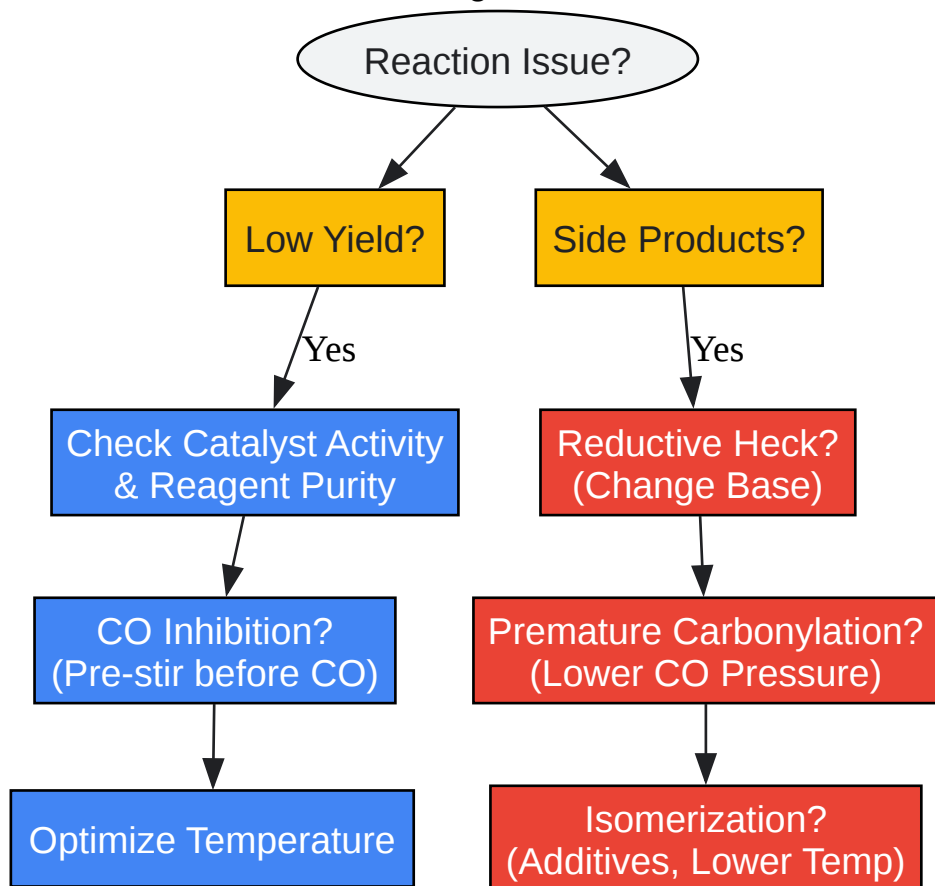 Reaction Issue?
Low Yield?
Side Products?
Yes
Yes
Check Catalyst Activity
& Reagent Purity
Reductive Heck?
(Change Base)
CO Inhibition?
(Pre-stir before CO)
Premature Carbonylation?
(Lower CO Pressure)
Optimize Temperature
Isomerization?
(Additives, Lower Temp)